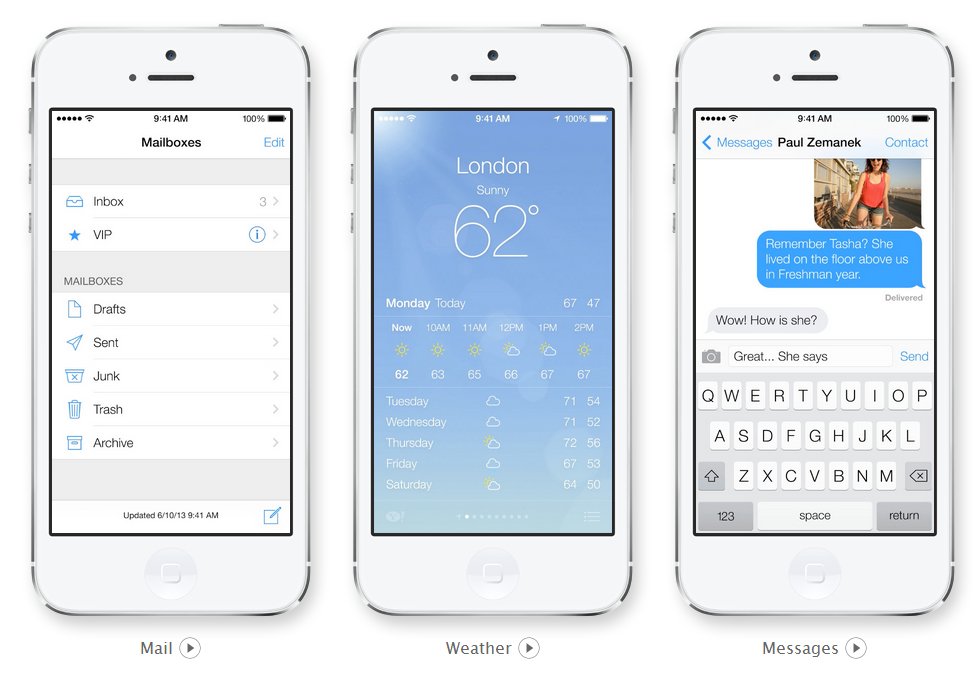 9:41 AM
100%
Mailboxes
Edit
Inbox
3
VIP
MAILBOXES
Drafts
Sent
Junk
Trash
Archive
Updated 6/10/13 9:41 AM
Mail
9:41 AM
100%
London
Sunny
62°
Monday Today 67 47
Now 10AM 11AM 12PM 1PM 2PM
62 63 65 66 67 67
Tuesday 71 54
Wednesday 71 52
Thursday 72 56
Friday 67 53
Saturday 64 50
Y!
Weather
9:41 AM
100%
Messages Paul Zemanek Contact
Remember Tasha? She
lived on the floor above us
in Freshman year.
Delivered
Wow! How is she?
Great... She says
Send
Q W E R T Y U I O P
A S D F G H J K L
Z X C V B N M
123 space return
Messages